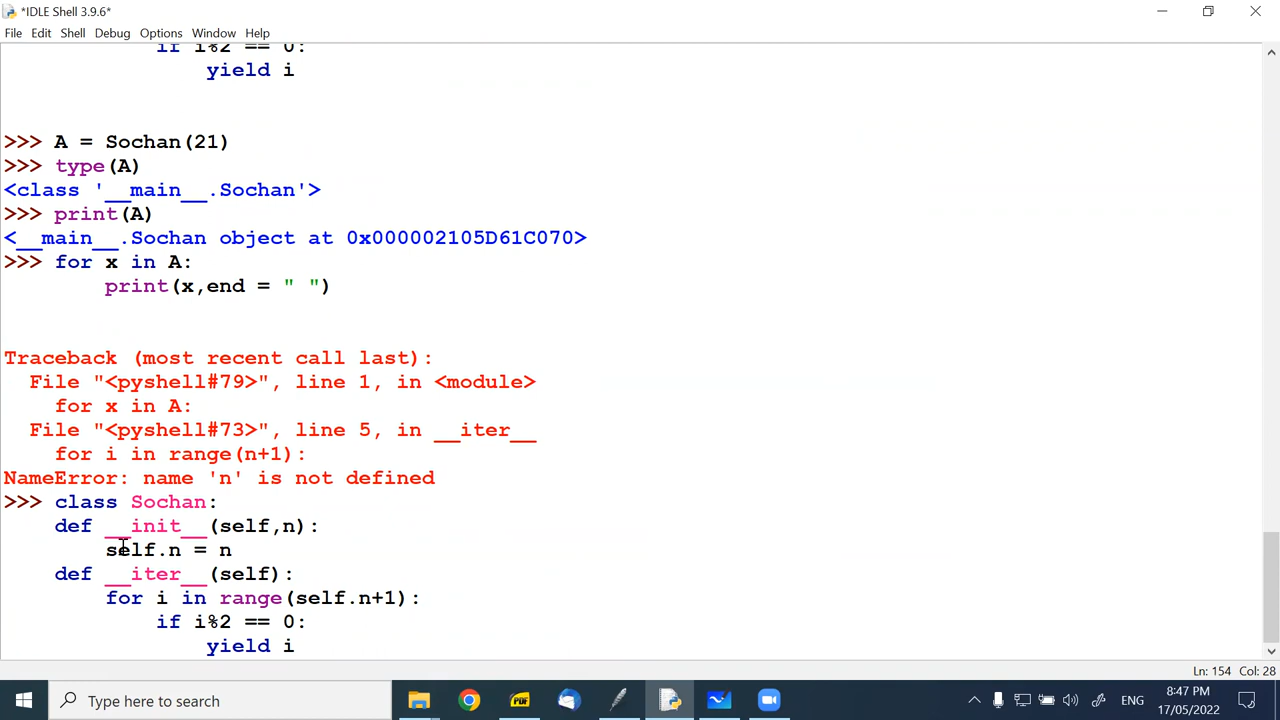 *IDLE Shell 3.9.6*
File Edit Shell Debug Options Window Help
if i%2 == 0:
yield i
>>> A = Sochan(21)
>>> type(A)
<class '__main__.Sochan'>
>>> print(A)
<__main__.Sochan object at 0x000002105D61C070>
>>> for x in A:
print(x,end = " ")
Traceback (most recent call last):
File "<pyshell#79>", line 1, in <module>
for x in A:
File "<pyshell#73>", line 5, in __iter__
for i in range(n+1):
NameError: name 'n' is not defined
>>> class Sochan:
def __init__(self,n):
self.n = n
def __iter__(self):
for i in range(self.n+1):
if i%2 == 0:
yield i
Ln: 154 Col: 28
Type here to search
PDF
ENG
8:47 PM
17/05/2022